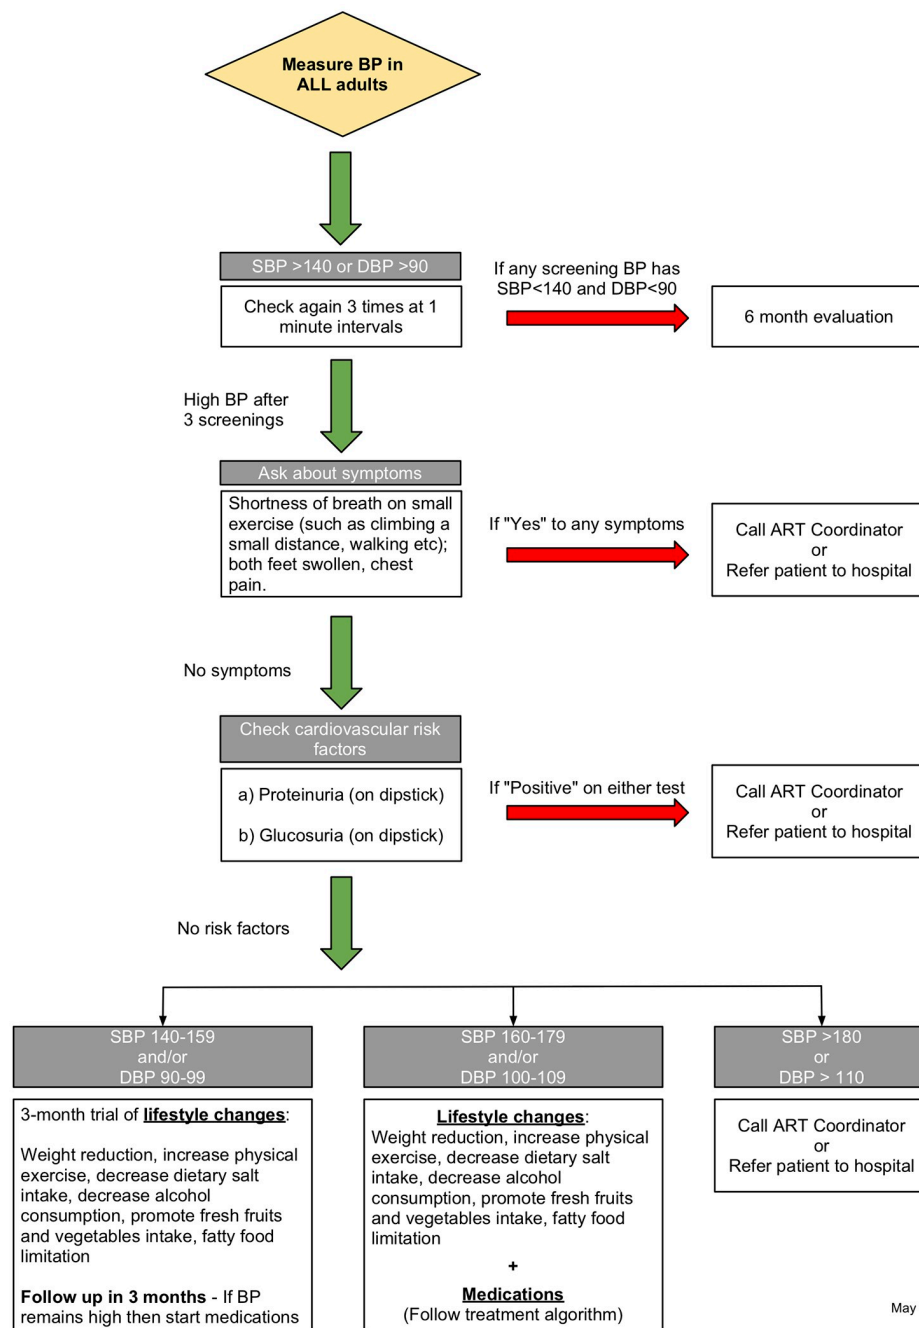 Measure BP in
ALL adults
SBP >140 or DBP >90
Check again 3 times at 1
minute intervals
If any screening BP has
SBP<140 and DBP<90
6 month evaluation
High BP after
3 screenings
Ask about symptoms
Shortness of breath on small
exercise (such as climbing a
small distance, walking etc);
both feet swollen, chest
pain.
If "Yes" to any symptoms
Call ART Coordinator
or
Refer patient to hospital
No symptoms
Check cardiovascular risk
factors
a) Proteinuria (on dipstick)
b) Glucosuria (on dipstick)
If "Positive" on either test
Call ART Coordinator
or
Refer patient to hospital
No risk factors
SBP 140-159
and/or
DBP 90-99
3-month trial of lifestyle changes:
Weight reduction, increase physical
exercise, decrease dietary salt
intake, decrease alcohol
consumption, promote fresh fruits
and vegetables intake, fatty food
limitation
Follow up in 3 months - If BP
remains high then start medications
SBP 160-179
and/or
DBP 100-109
Lifestyle changes:
Weight reduction, increase physical
exercise, decrease dietary salt
intake, decrease alcohol
consumption, promote fresh fruits
and vegetables intake, fatty food
limitation
+
Medications
(Follow treatment algorithm)
SBP >180
or
DBP > 110
Call ART Coordinator
or
Refer patient to hospital
May